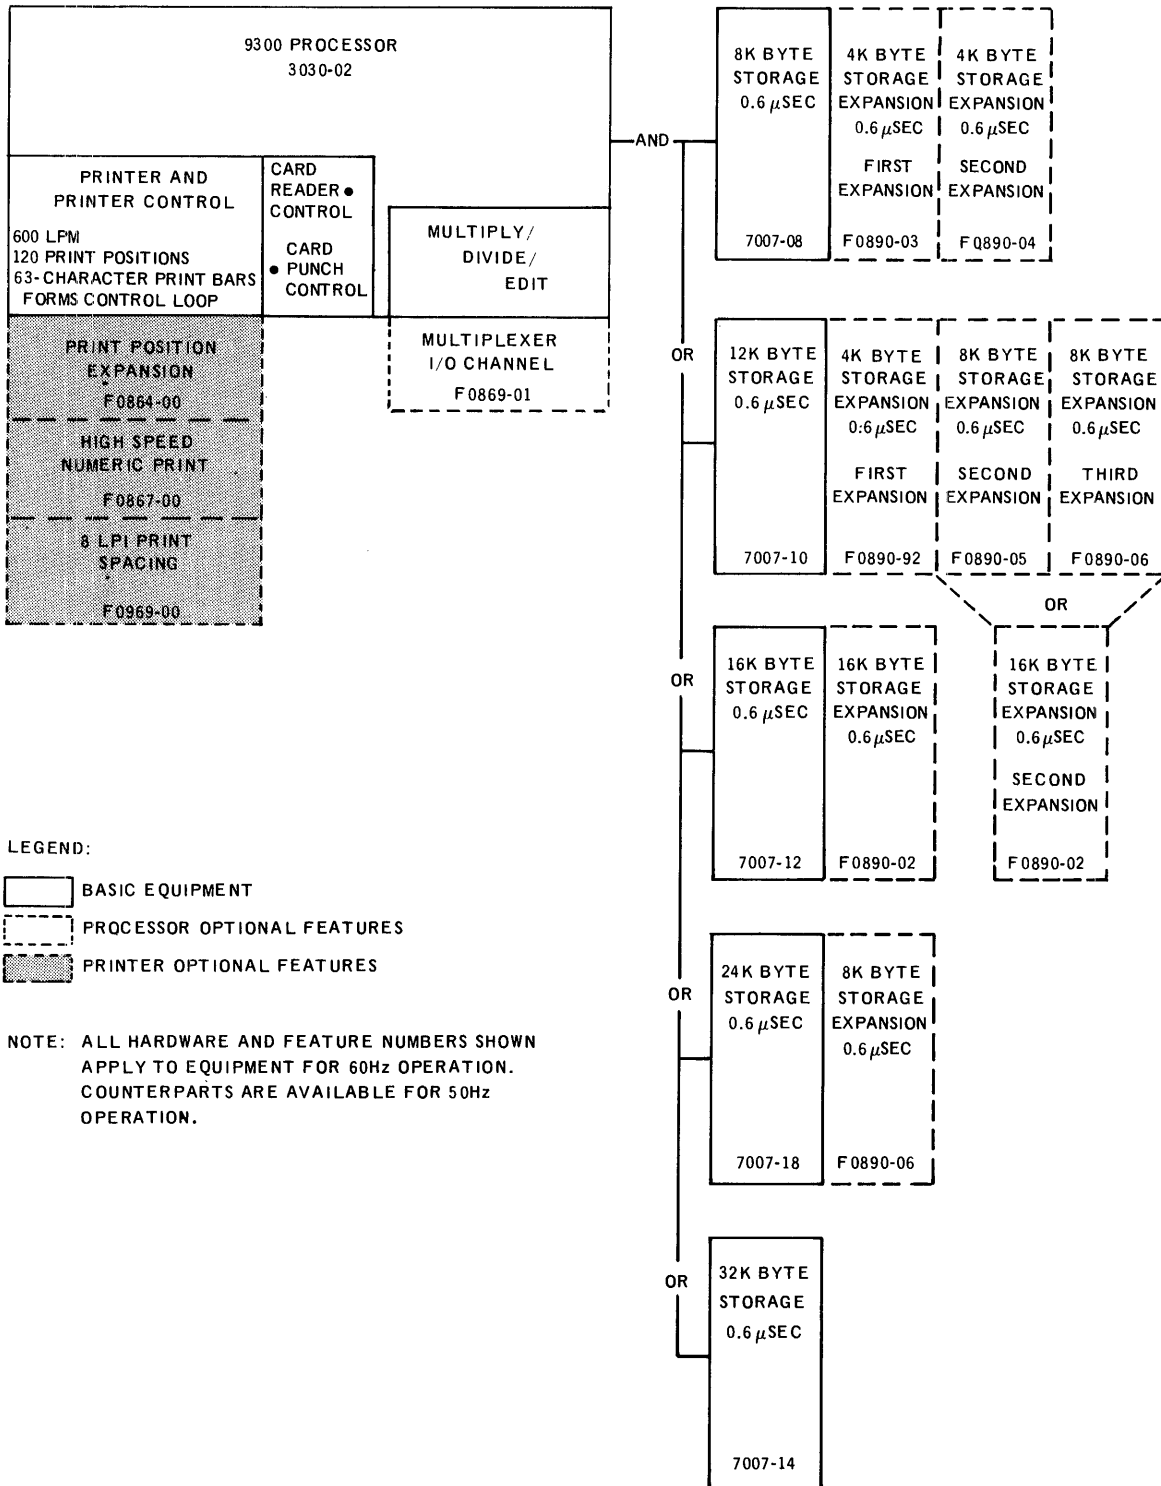 9300 PROCESSOR
3030-02
PRINTER AND
PRINTER CONTROL
600 LPM
120 PRINT POSITIONS
63-CHARACTER PRINT BARS
FORMS CONTROL LOOP
CARD
READER ●
CONTROL
CARD
● PUNCH
CONTROL
MULTIPLY/
DIVIDE/
EDIT
PRINT POSITION
EXPANSION
F0864-00
HIGH SPEED
NUMERIC PRINT
F0867-00
8 LPI PRINT
SPACING
F0969-00
MULTIPLEXER
I/O CHANNEL
F0869-01
AND
8K BYTE
STORAGE
0.6 μSEC
7007-08
4K BYTE
STORAGE
EXPANSION
0.6 μSEC
FIRST
EXPANSION
F0890-03
4K BYTE
STORAGE
EXPANSION
0.6 μSEC
SECOND
EXPANSION
F0890-04
OR
12K BYTE
STORAGE
0.6 μSEC
7007-10
4K BYTE
STORAGE
EXPANSION
0.6 μSEC
FIRST
EXPANSION
F0890-92
8K BYTE
STORAGE
EXPANSION
0.6 μSEC
SECOND
EXPANSION
F0890-05
8K BYTE
STORAGE
EXPANSION
0.6 μSEC
THIRD
EXPANSION
F0890-06
OR
OR
16K BYTE
STORAGE
0.6 μSEC
7007-12
16K BYTE
STORAGE
EXPANSION
0.6 μSEC
F0890-02
16K BYTE
STORAGE
EXPANSION
0.6 μSEC
SECOND
EXPANSION
F0890-02
OR
24K BYTE
STORAGE
0.6 μSEC
7007-18
8K BYTE
STORAGE
EXPANSION
0.6 μSEC
F0890-06
OR
32K BYTE
STORAGE
0.6 μSEC
7007-14
LEGEND:
BASIC EQUIPMENT
PROCESSOR OPTIONAL FEATURES
PRINTER OPTIONAL FEATURES
NOTE: ALL HARDWARE AND FEATURE NUMBERS SHOWN
APPLY TO EQUIPMENT FOR 60Hz OPERATION.
COUNTERPARTS ARE AVAILABLE FOR 50Hz
OPERATION.